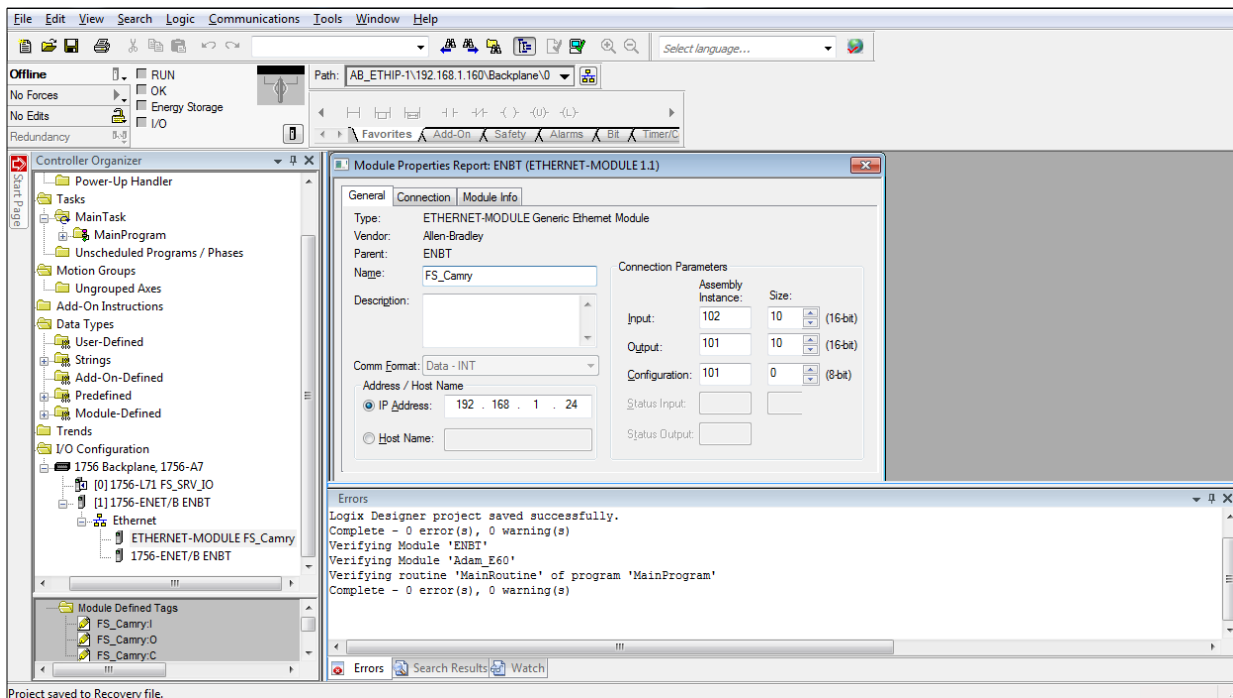 File Edit View Search Logic Communications Tools Window Help
Select language...
Offline
RUN
No Forces
OK
No Edits
Energy Storage
Redundancy
I/O
Path: AB_ETHIP-1\192.168.1.160\Backplane\0
Favorites Add-On Safety Alarms Bit Timer/C
Start Page
Controller Organizer
Power-Up Handler
Tasks
MainTask
MainProgram
Unscheduled Programs / Phases
Motion Groups
Ungrouped Axes
Add-On Instructions
Data Types
User-Defined
Strings
Add-On-Defined
Predefined
Module-Defined
Trends
I/O Configuration
1756 Backplane, 1756-A7
[0] 1756-L71 FS_SRV_IO
[1] 1756-ENET/B ENBT
Ethernet
ETHERNET-MODULE FS_Camry
1756-ENET/B ENBT
Module Defined Tags
FS_Camry:I
FS_Camry:O
FS_Camry:C
Module Properties Report: ENBT (ETHERNET-MODULE 1.1)
General Connection Module Info
Type: ETHERNET-MODULE Generic Ethernet Module
Vendor: Allen-Bradley
Parent: ENBT
Name: FS_Camry
Description:
Comm Format: Data - INT
Address / Host Name
IP Address: 192 . 168 . 1 . 24
Host Name:
Connection Parameters
Assembly
Instance: Size:
Input: 102 10 (16-bit)
Output: 101 10 (16-bit)
Configuration: 101 0 (8-bit)
Status Input:
Status Output:
Errors
Logix Designer project saved successfully.
Complete - 0 error(s), 0 warning(s)
Verifying Module 'ENBT'
Verifying Module 'Adam_E60'
Verifying routine 'MainRoutine' of program 'MainProgram'
Complete - 0 error(s), 0 warning(s)
Errors Search Results Watch
Project saved to Recovery file.